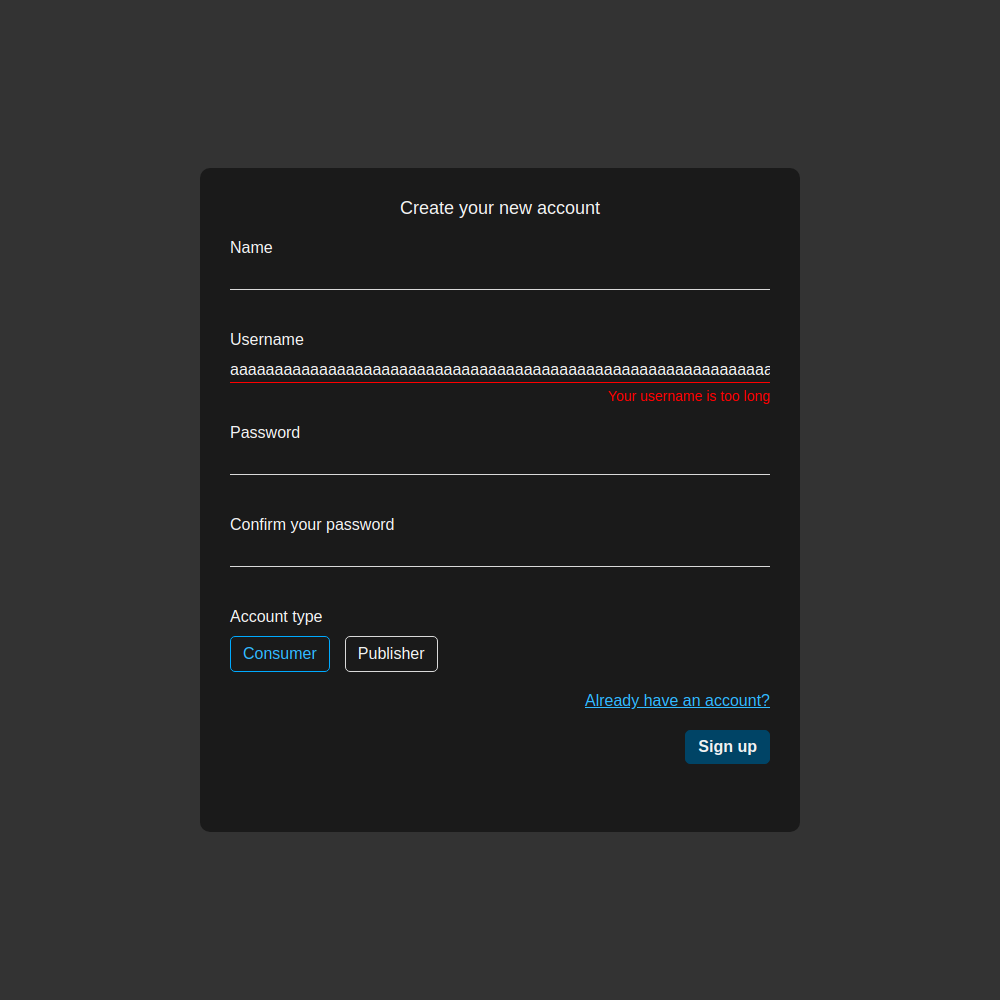 Create your new account
Name
Username
aaaaaaaaaaaaaaaaaaaaaaaaaaaaaaaaaaaaaaaaaaaaaaaaaaaaaaaaaaaaa
Your username is too long
Password
Confirm your password
Account type
Consumer Publisher
Already have an account?
Sign up